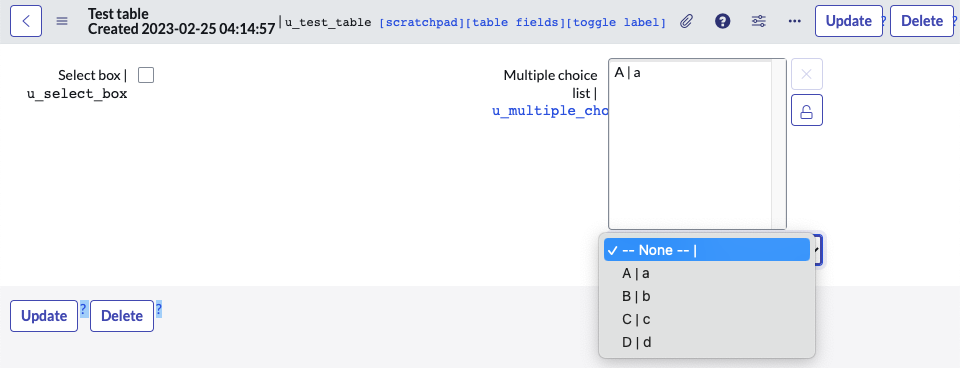 Test table
Created 2023-02-25 04:14:57 | u_test_table [scratchpad][table fields][toggle label]
Update ? Delete ?
Select box |
u_select_box
Multiple choice
list |
u_multiple_cho
A | a
-- None -- |
A | a
B | b
C | c
D | d
Update ? Delete ?